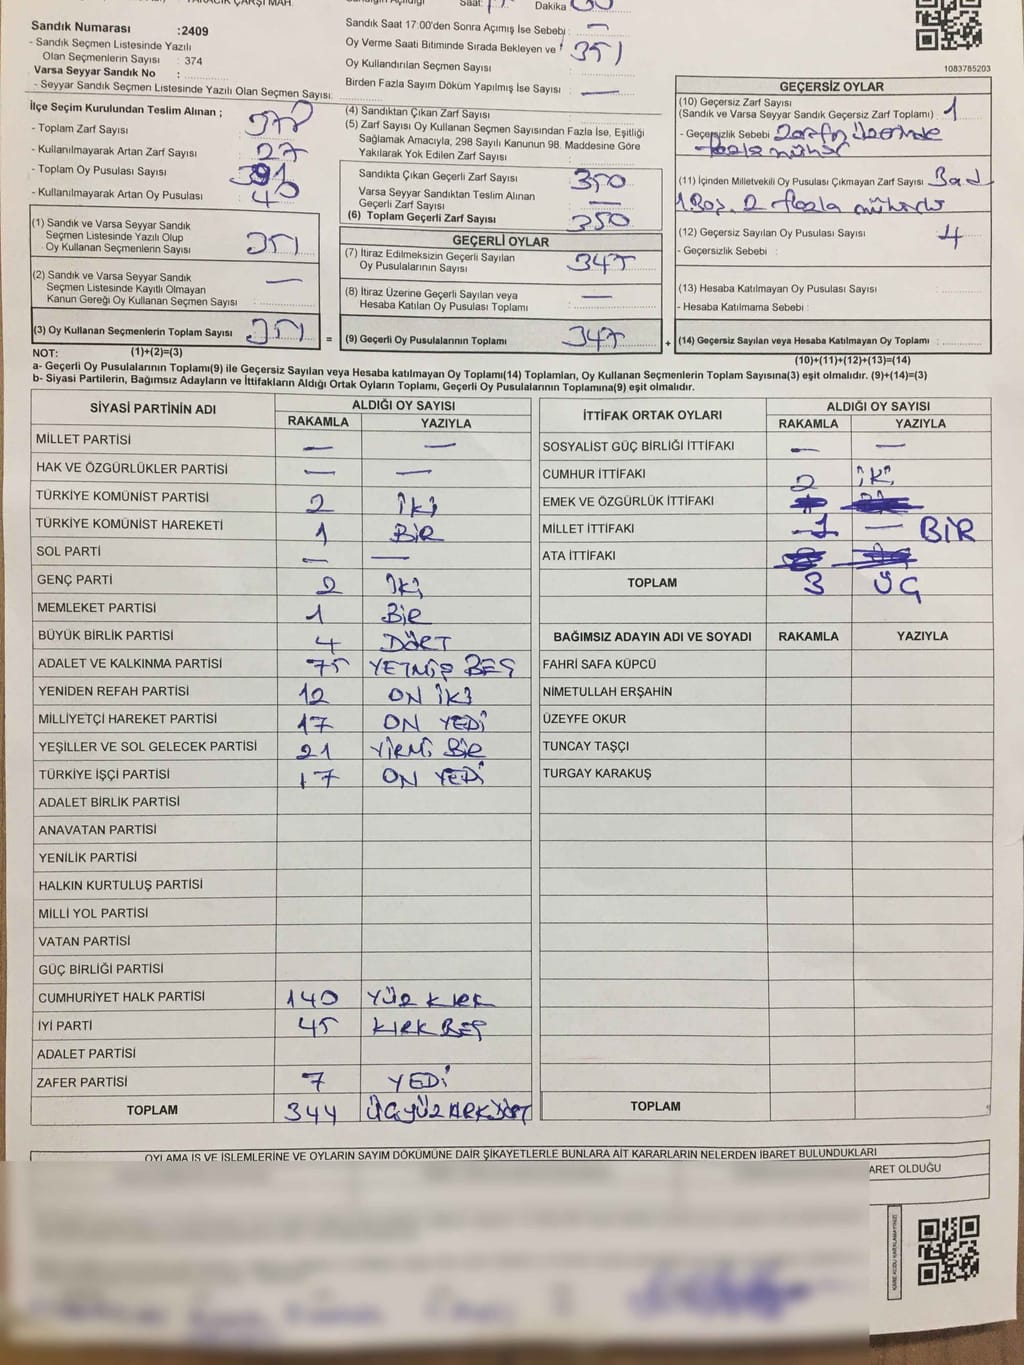 YARACIK ÇARŞI MAH.
Saat
Dakika
Sandık Numarası :2409
- Sandık Seçmen Listesinde Yazılı
Olan Seçmenlerin Sayısı : 374
Varsa Seyyar Sandık No :
- Seyyar Sandık Seçmen Listesinde Yazılı Olan Seçmen Sayısı:
İlçe Seçim Kurulundan Teslim Alınan ;
- Toplam Zarf Sayısı 378
- Kullanılmayarak Artan Zarf Sayısı 27
- Toplam Oy Pusulası Sayısı 391
- Kullanılmayarak Artan Oy Pusulası 40
(1) Sandık ve Varsa Seyyar Sandık
Seçmen Listesinde Yazılı Olup
Oy Kullanan Seçmenlerin Sayısı 351
(2) Sandık ve Varsa Seyyar Sandık
Seçmen Listesinde Kayıtlı Olmayan
Kanun Gereği Oy Kullanan Seçmen Sayısı : —
(3) Oy Kullanan Seçmenlerin Toplam Sayısı 351
=
Sandık Saat 17:00'den Sonra Açımış İse Sebebi : —
Oy Verme Saati Bitiminde Sırada Bekleyen ve 351
Oy Kullandırılan Seçmen Sayısı
Birden Fazla Sayım Döküm Yapılmış İse Sayısı : —
(4) Sandıktan Çıkan Zarf Sayısı
(5) Zarf Sayısı Oy Kullanan Seçmen Sayısından Fazla İse, Eşitliği
Sağlamak Amacıyla, 298 Sayılı Kanunun 98. Maddesine Göre
Yakılarak Yok Edilen Zarf Sayısı
Sandıkta Çıkan Geçerli Zarf Sayısı 350
Varsa Seyyar Sandıktan Teslim Alınan
Geçerli Zarf Sayısı —
(6) Toplam Geçerli Zarf Sayısı 350
GEÇERLİ OYLAR
(7) İtiraz Edilmeksizin Geçerli Sayılan
Oy Pusulalarının Sayısı 347
(8) İtiraz Üzerine Geçerli Sayılan veya
Hesaba Katılan Oy Pusulası Toplamı —
(9) Geçerli Oy Pusulalarının Toplamı 347
+
1083785203
GEÇERSİZ OYLAR
(10) Geçersiz Zarf Sayısı
(Sandık ve Varsa Seyyar Sandık Geçersiz Zarf Toplamı) : 1
- Geçersizlik Sebebi : Zarfın üzerinde
fazla mühür
(11) İçinden Milletvekili Oy Pusulası Çıkmayan Zarf Sayısı : 3 ad
1 Boş, 2 fazla mühürlü
(12) Geçersiz Sayılan Oy Pusulası Sayısı : 4
- Geçersizlik Sebebi :
(13) Hesaba Katılmayan Oy Pusulası Sayısı :
- Hesaba Katılmama Sebebi :
(14) Geçersiz Sayılan veya Hesaba Katılmayan Oy Toplamı :
NOT: (1)+(2)=(3)
(10)+(11)+(12)+(13)=(14)
a- Geçerli Oy Pusulalarının Toplamı(9) ile Geçersiz Sayılan veya Hesaba katılmayan Oy Toplamı(14) Toplamları, Oy Kullanan Seçmenlerin Toplam Sayısına(3) eşit olmalıdır. (9)+(14)=(3)
b- Siyasi Partilerin, Bağımsız Adayların ve İttifakların Aldığı Ortak Oyların Toplamı, Geçerli Oy Pusulalarının Toplamına(9) eşit olmalıdır.
SİYASİ PARTİNİN ADI
ALDIĞI OY SAYISI
RAKAMLA YAZIYLA
MİLLET PARTİSİ — —
HAK VE ÖZGÜRLÜKLER PARTİSİ — —
TÜRKİYE KOMÜNİST PARTİSİ 2 İKİ
TÜRKİYE KOMÜNİST HAREKETİ 1 BİR
SOL PARTİ — —
GENÇ PARTİ 2 İKİ
MEMLEKET PARTİSİ 1 BİR
BÜYÜK BİRLİK PARTİSİ 4 DÖRT
ADALET VE KALKINMA PARTİSİ 75 YETMİŞ BEŞ
YENİDEN REFAH PARTİSİ 12 ON İKİ
MİLLİYETÇİ HAREKET PARTİSİ 17 ON YEDİ
YEŞİLLER VE SOL GELECEK PARTİSİ 21 YİRMİ BİR
TÜRKİYE İŞÇİ PARTİSİ 17 ON YEDİ
ADALET BİRLİK PARTİSİ
ANAVATAN PARTİSİ
YENİLİK PARTİSİ
HALKIN KURTULUŞ PARTİSİ
MİLLİ YOL PARTİSİ
VATAN PARTİSİ
GÜÇ BİRLİĞİ PARTİSİ
CUMHURİYET HALK PARTİSİ 140 YÜZ KIRK
İYİ PARTİ 45 KIRK BEŞ
ADALET PARTİSİ
ZAFER PARTİSİ 7 YEDİ
TOPLAM 344 ÜÇYÜZ KIRK DÖRT
İTTİFAK ORTAK OYLARI
ALDIĞI OY SAYISI
RAKAMLA YAZIYLA
SOSYALİST GÜÇ BİRLİĞİ İTTİFAKI — —
CUMHUR İTTİFAKI 2 İKİ
EMEK VE ÖZGÜRLÜK İTTİFAKI
MİLLET İTTİFAKI 1 — BİR
ATA İTTİFAKI
TOPLAM 3 ÜÇ
BAĞIMSIZ ADAYIN ADI VE SOYADI RAKAMLA YAZIYLA
FAHRİ SAFA KÜPCÜ
NİMETULLAH ERŞAHİN
ÜZEYFE OKUR
TUNCAY TAŞÇI
TURGAY KARAKUŞ
TOPLAM
OYLAMA İŞ VE İŞLEMLERİNE VE OYLARIN SAYIM DÖKÜMÜNE DAİR ŞİKAYETLERLE BUNLARA AİT KARARLARIN NELERDEN İBARET BULUNDUKLARI
ARET OLDUĞU